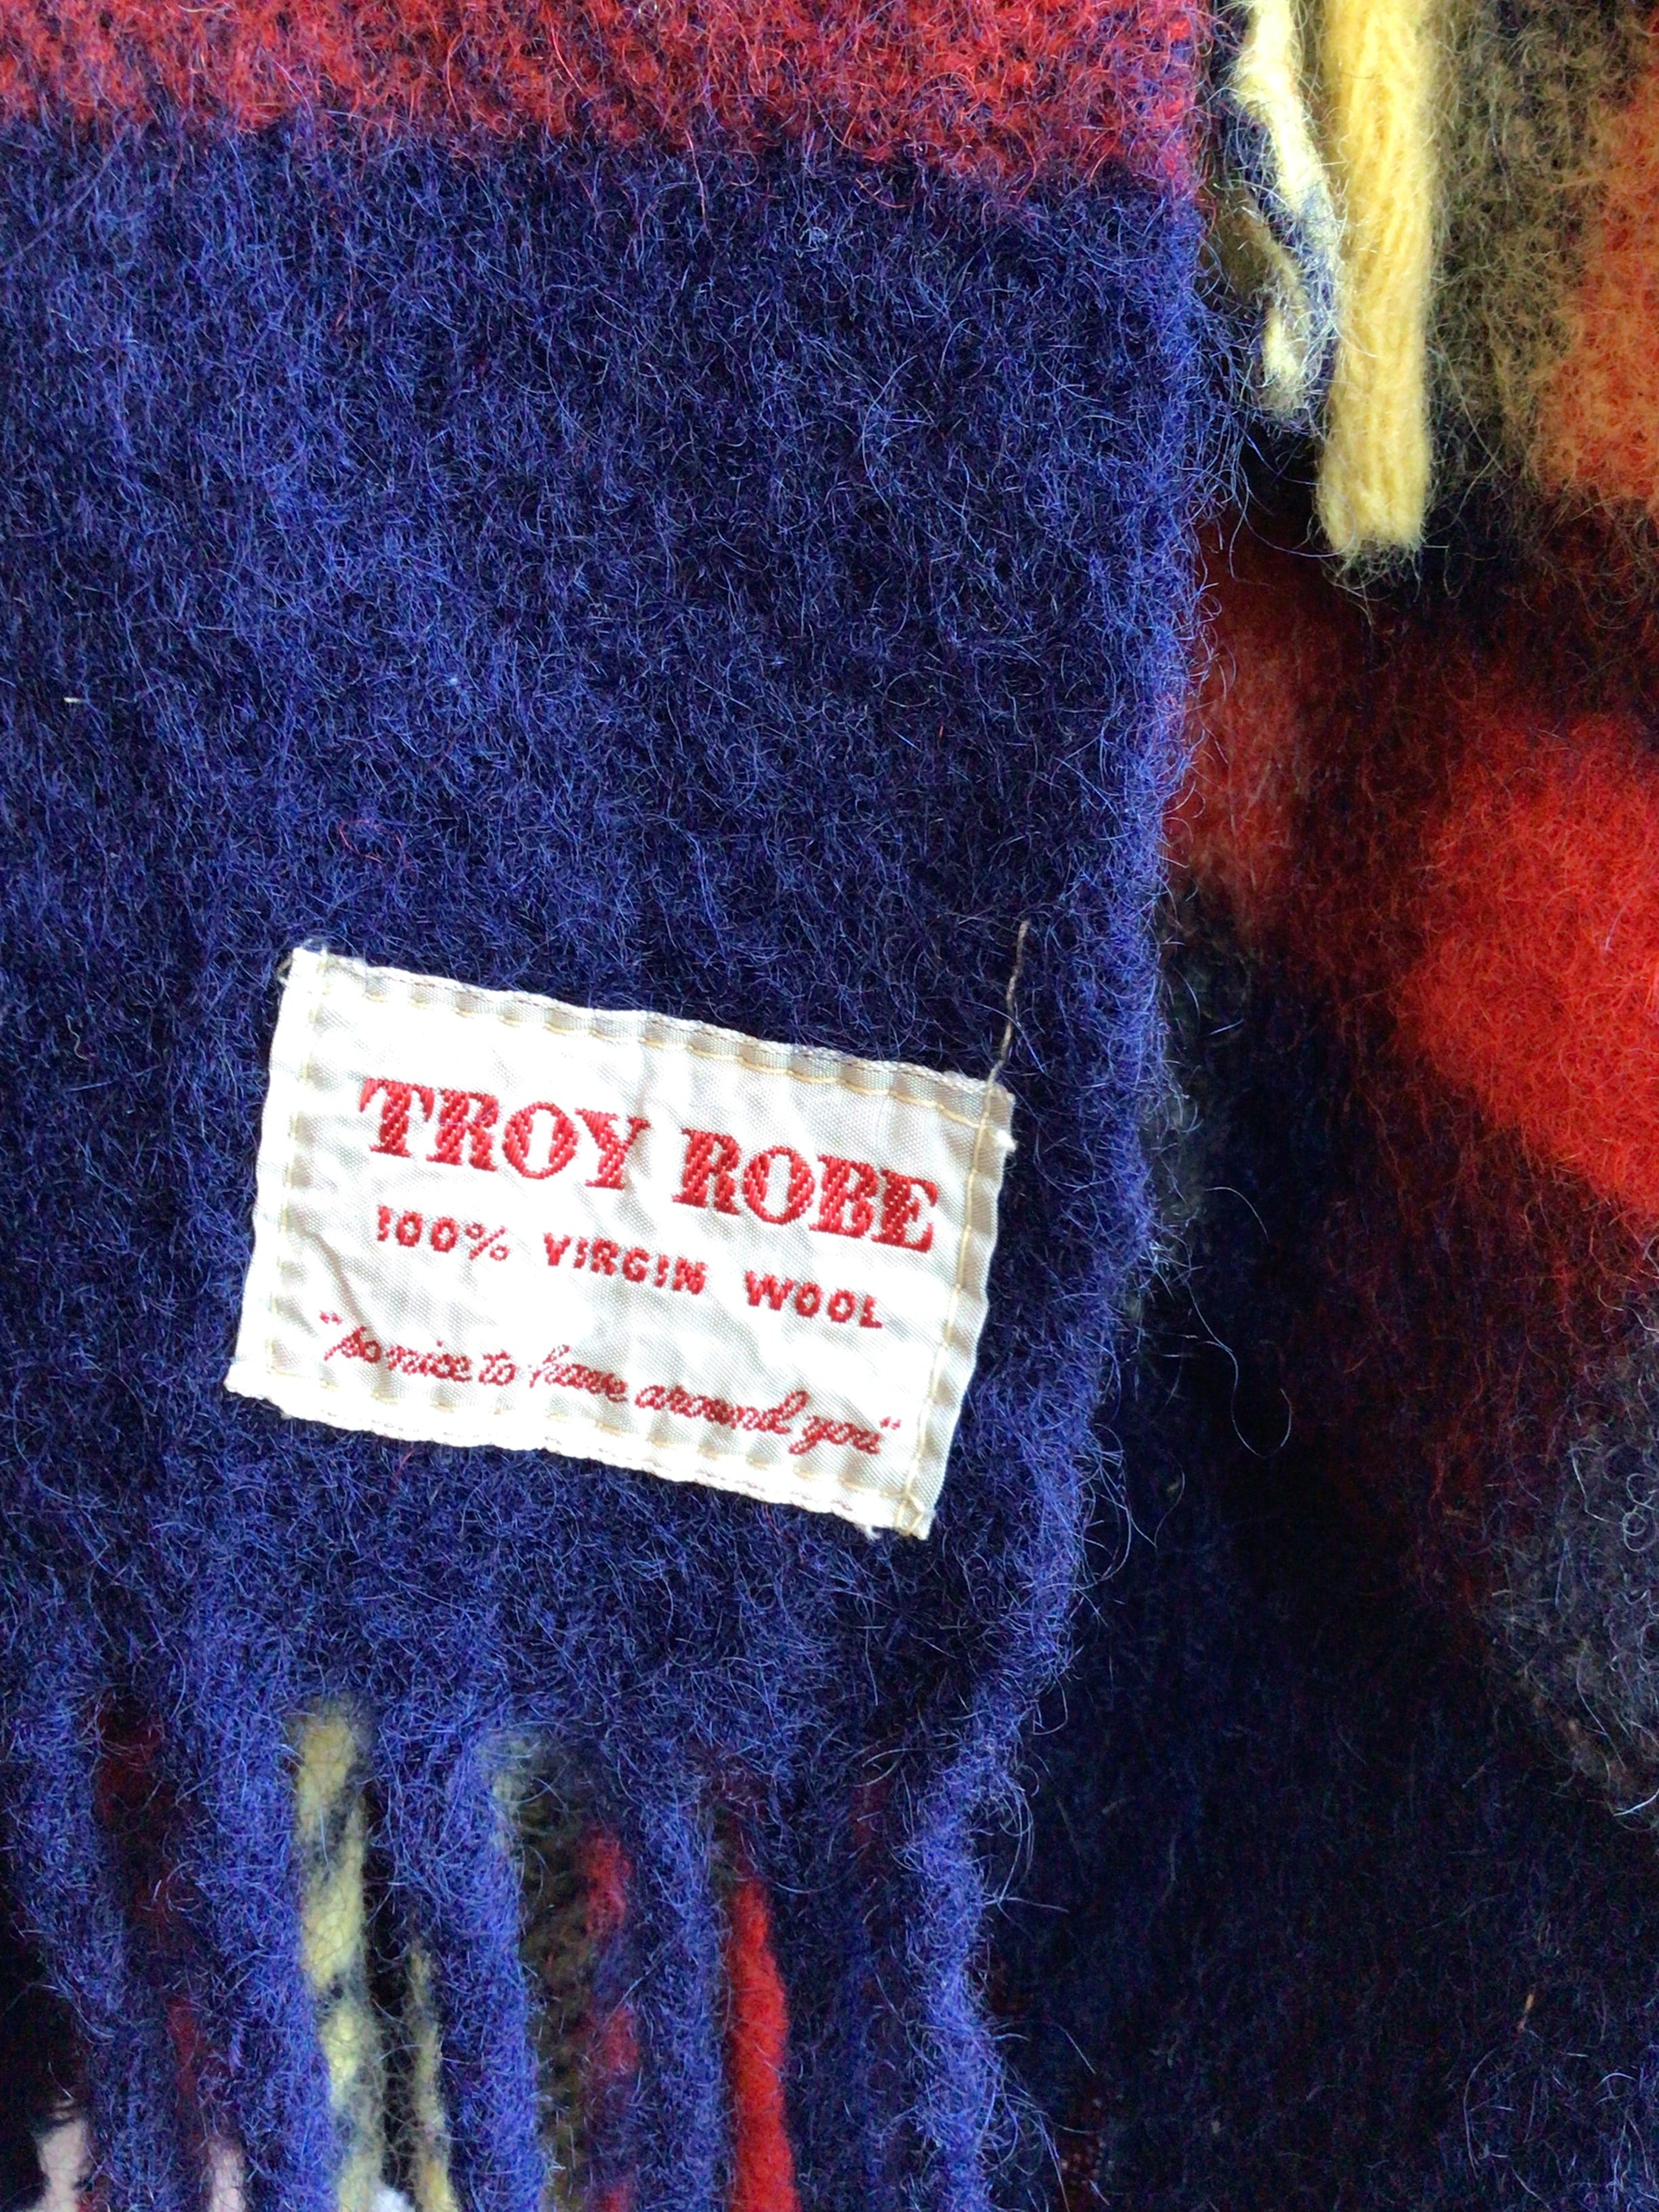 TROY ROBE
100% VIRGIN WOOL
"so nice to have around you"